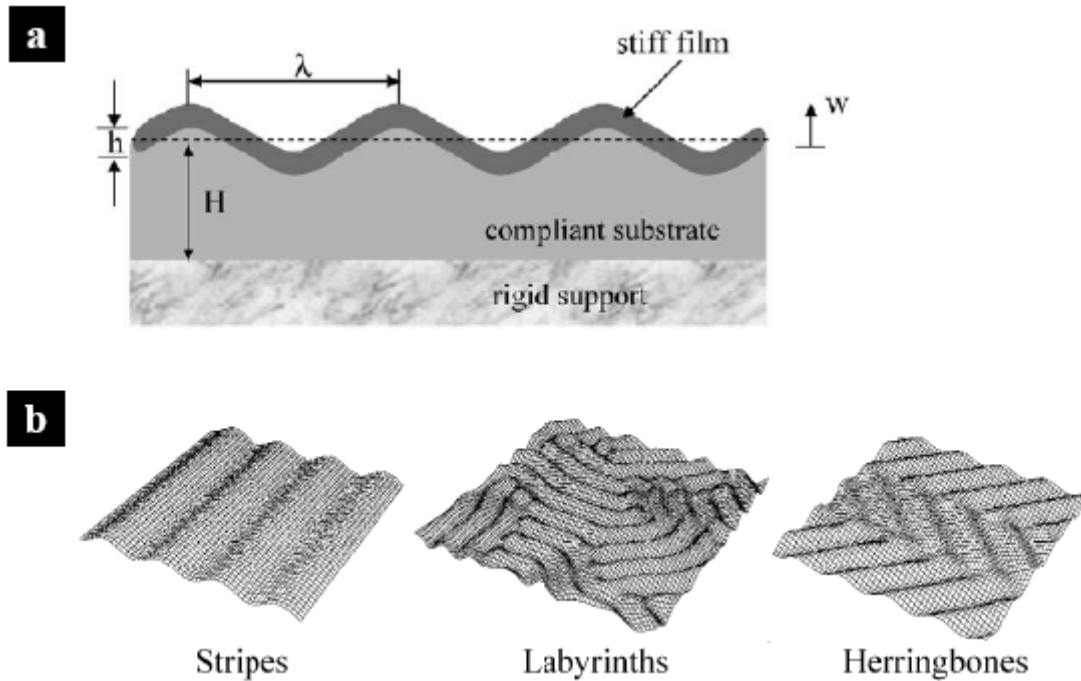 a
stiff film
λ
w
h
H
compliant substrate
rigid support
b
Stripes
Labyrinths
Herringbones